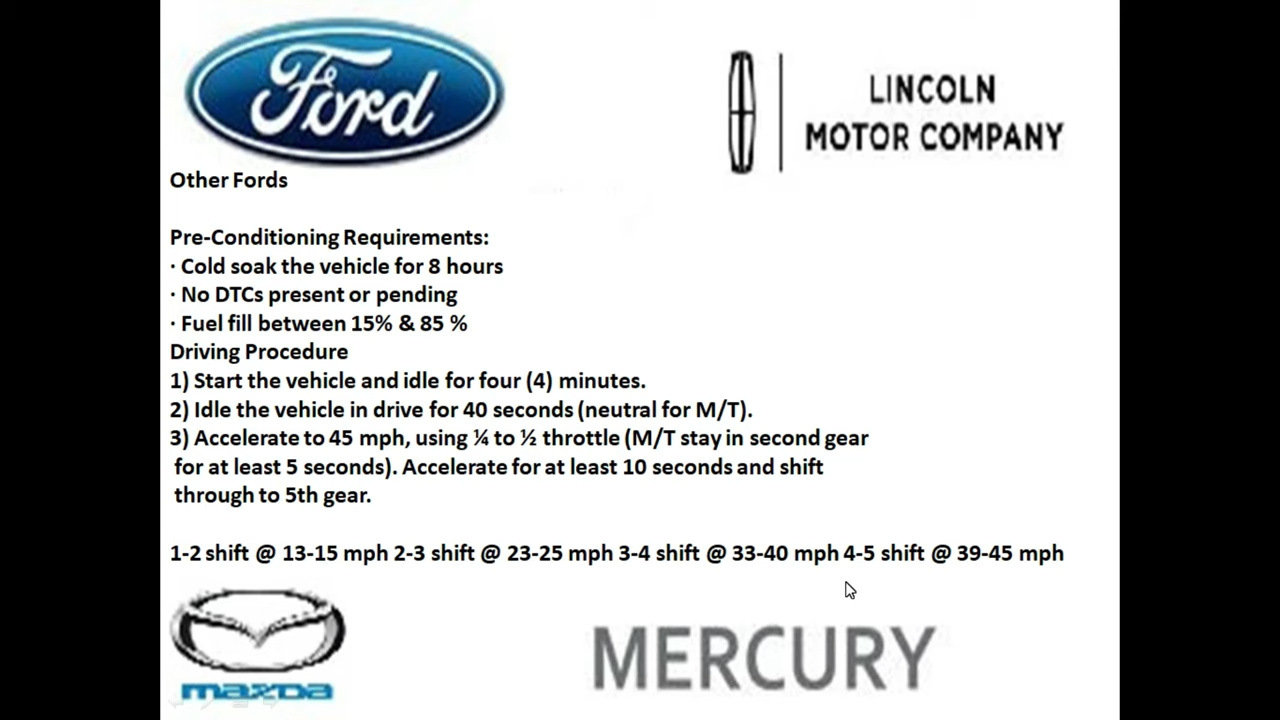 Ford
LINCOLN
MOTOR COMPANY
Other Fords
Pre-Conditioning Requirements:
· Cold soak the vehicle for 8 hours
· No DTCs present or pending
· Fuel fill between 15% & 85 %
Driving Procedure
1) Start the vehicle and idle for four (4) minutes.
2) Idle the vehicle in drive for 40 seconds (neutral for M/T).
3) Accelerate to 45 mph, using ¼ to ½ throttle (M/T stay in second gear
for at least 5 seconds). Accelerate for at least 10 seconds and shift
through to 5th gear.
1-2 shift @ 13-15 mph 2-3 shift @ 23-25 mph 3-4 shift @ 33-40 mph 4-5 shift @ 39-45 mph
mazda
MERCURY